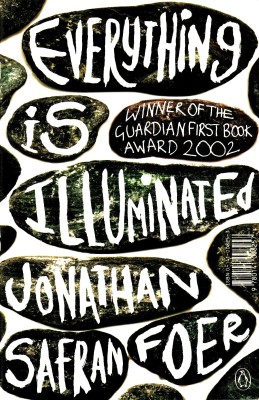 EVERYTHING
iS
WINNER OF THE
GUARDIAN FIRST BOOK
AWARD 2002
ILLUMiNATEd
JONATHAN
SAFRAN FOER